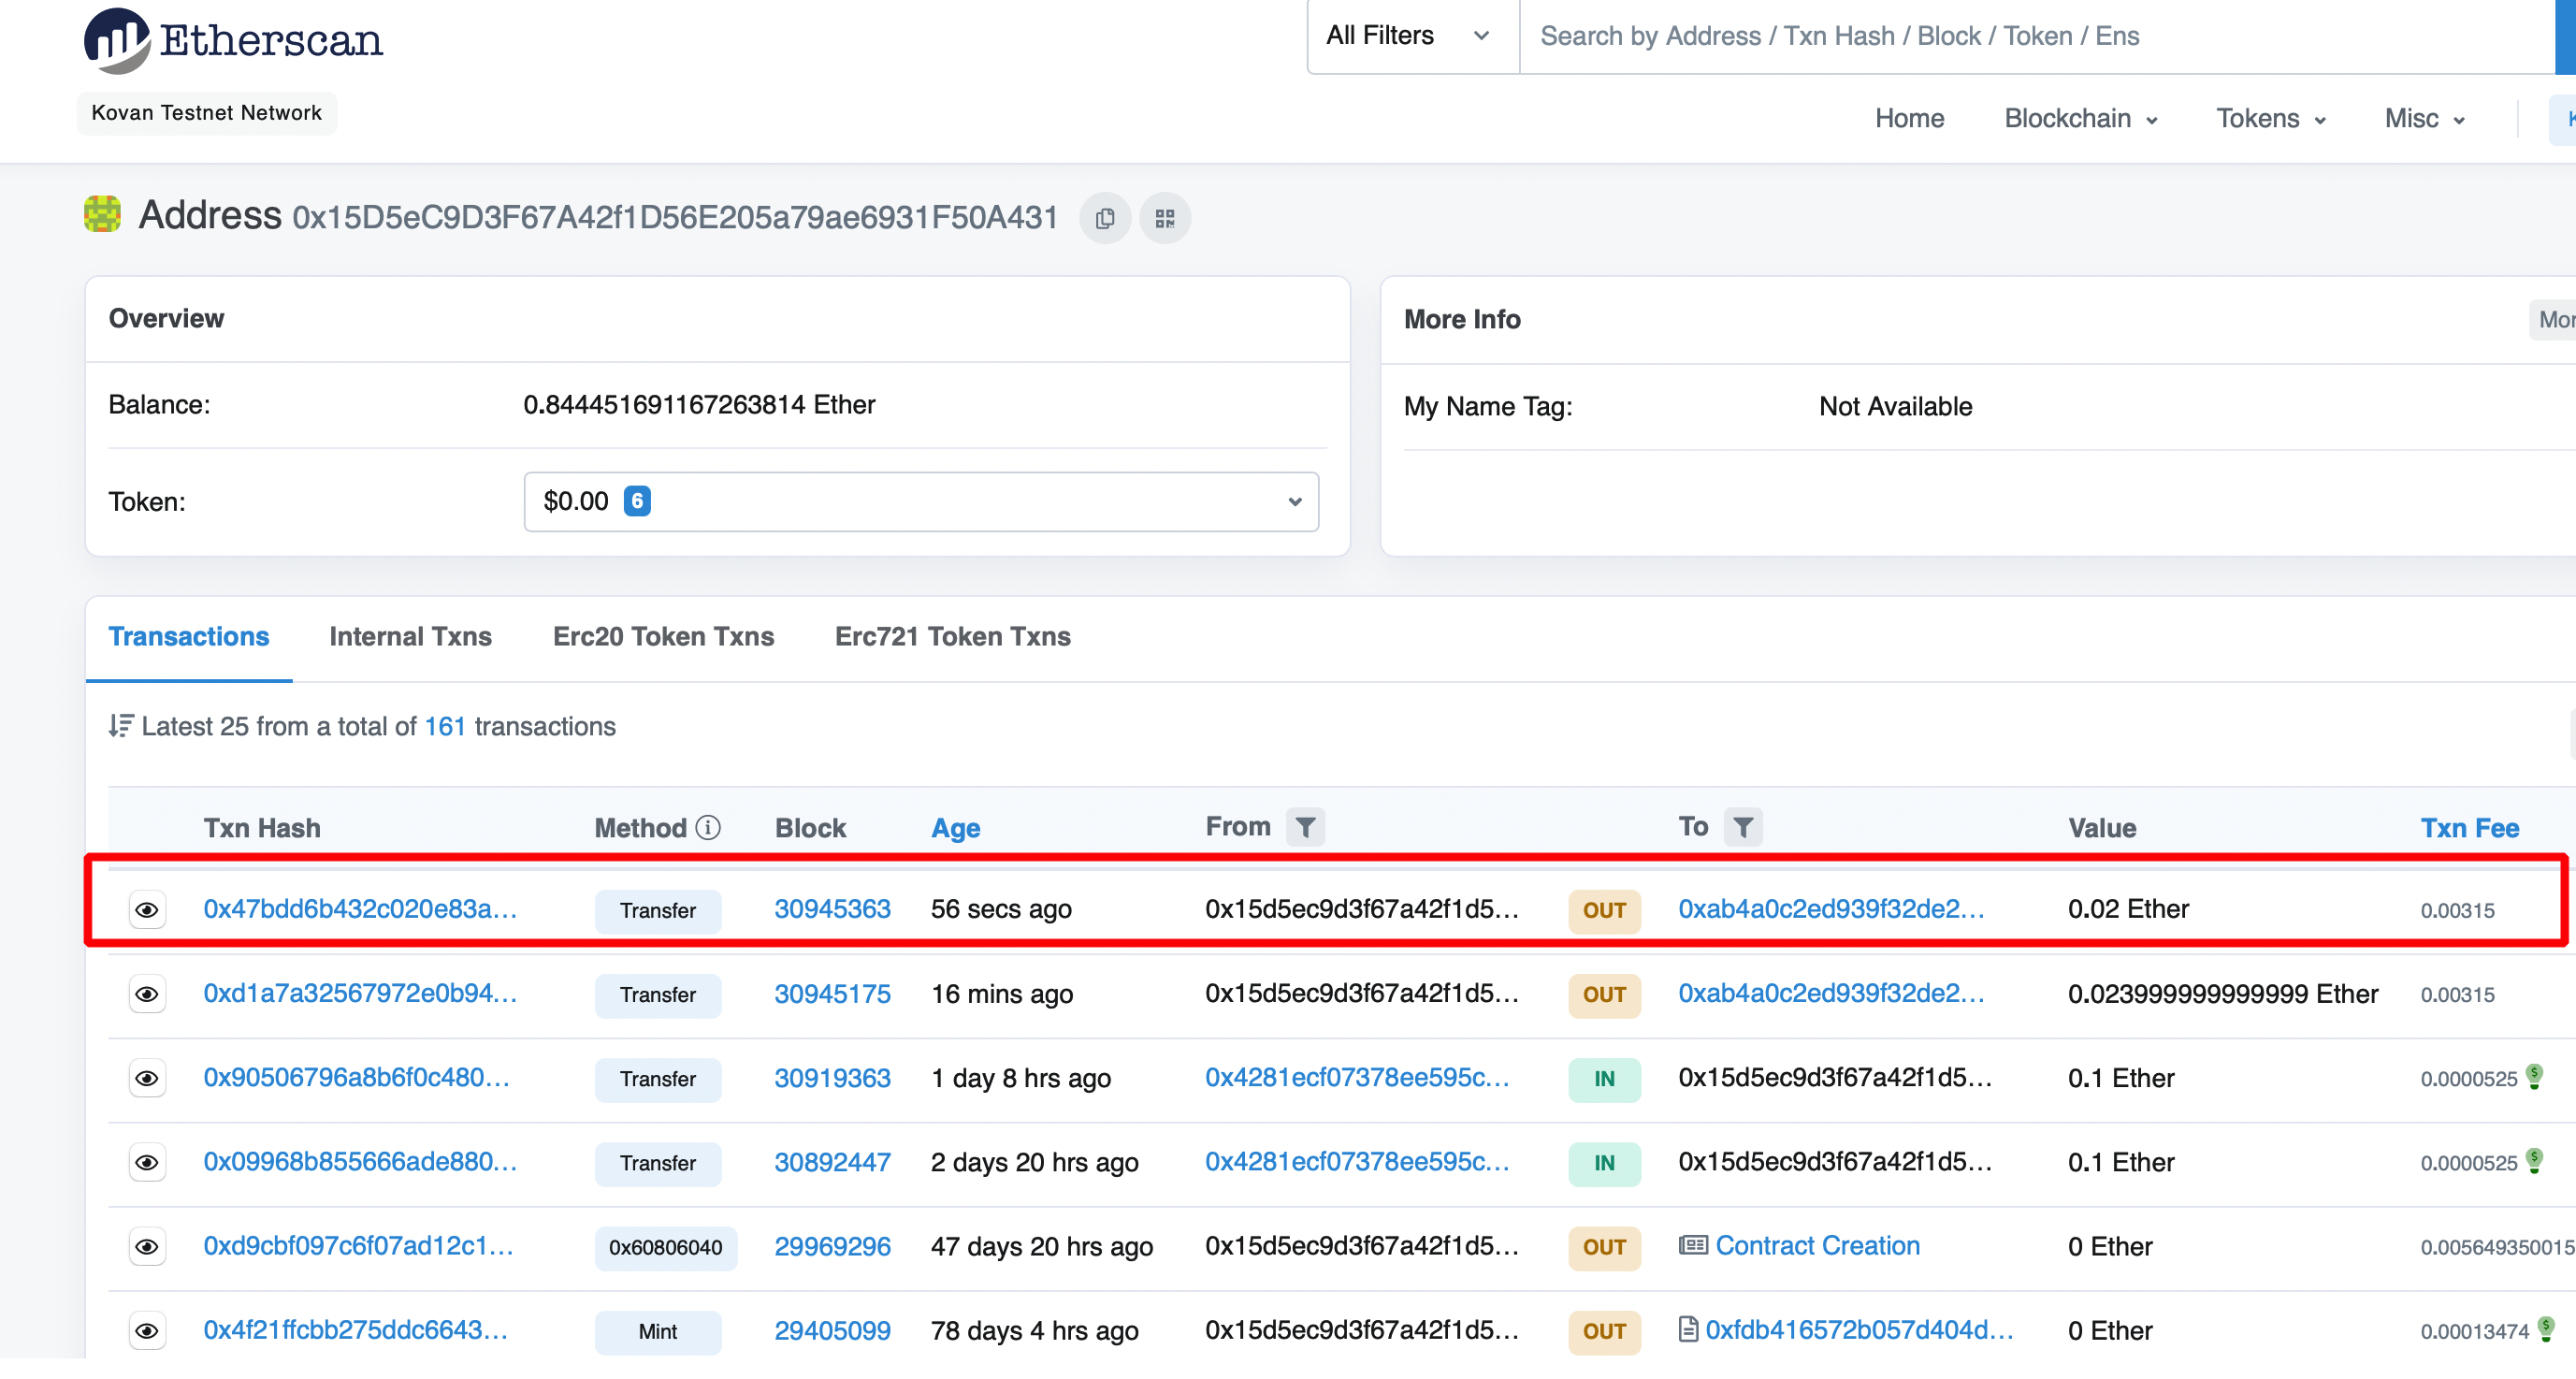 Etherscan
All Filters
Search by Address / Txn Hash / Block / Token / Ens
Kovan Testnet Network
Home Blockchain Tokens Misc
Address 0x15D5eC9D3F67A42f1D56E205a79ae6931F50A431
Overview
Balance: 0.844451691167263814 Ether
Token: $0.00 6
More Info
My Name Tag: Not Available
Transactions Internal Txns Erc20 Token Txns Erc721 Token Txns
Latest 25 from a total of 161 transactions
Txn Hash Method Block Age From To Value Txn Fee
0x47bdd6b432c020e83a... Transfer 30945363 56 secs ago 0x15d5ec9d3f67a42f1d5... OUT 0xab4a0c2ed939f32de2... 0.02 Ether 0.00315
0xd1a7a32567972e0b94... Transfer 30945175 16 mins ago 0x15d5ec9d3f67a42f1d5... OUT 0xab4a0c2ed939f32de2... 0.023999999999999 Ether 0.00315
0x90506796a8b6f0c480... Transfer 30919363 1 day 8 hrs ago 0x4281ecf07378ee595c... IN 0x15d5ec9d3f67a42f1d5... 0.1 Ether 0.0000525
0x09968b855666ade880... Transfer 30892447 2 days 20 hrs ago 0x4281ecf07378ee595c... IN 0x15d5ec9d3f67a42f1d5... 0.1 Ether 0.0000525
0xd9cbf097c6f07ad12c1... 0x60806040 29969296 47 days 20 hrs ago 0x15d5ec9d3f67a42f1d5... OUT Contract Creation 0 Ether 0.005649350015
0x4f21ffcbb275ddc6643... Mint 29405099 78 days 4 hrs ago 0x15d5ec9d3f67a42f1d5... OUT 0xfdb416572b057d404d... 0 Ether 0.00013474